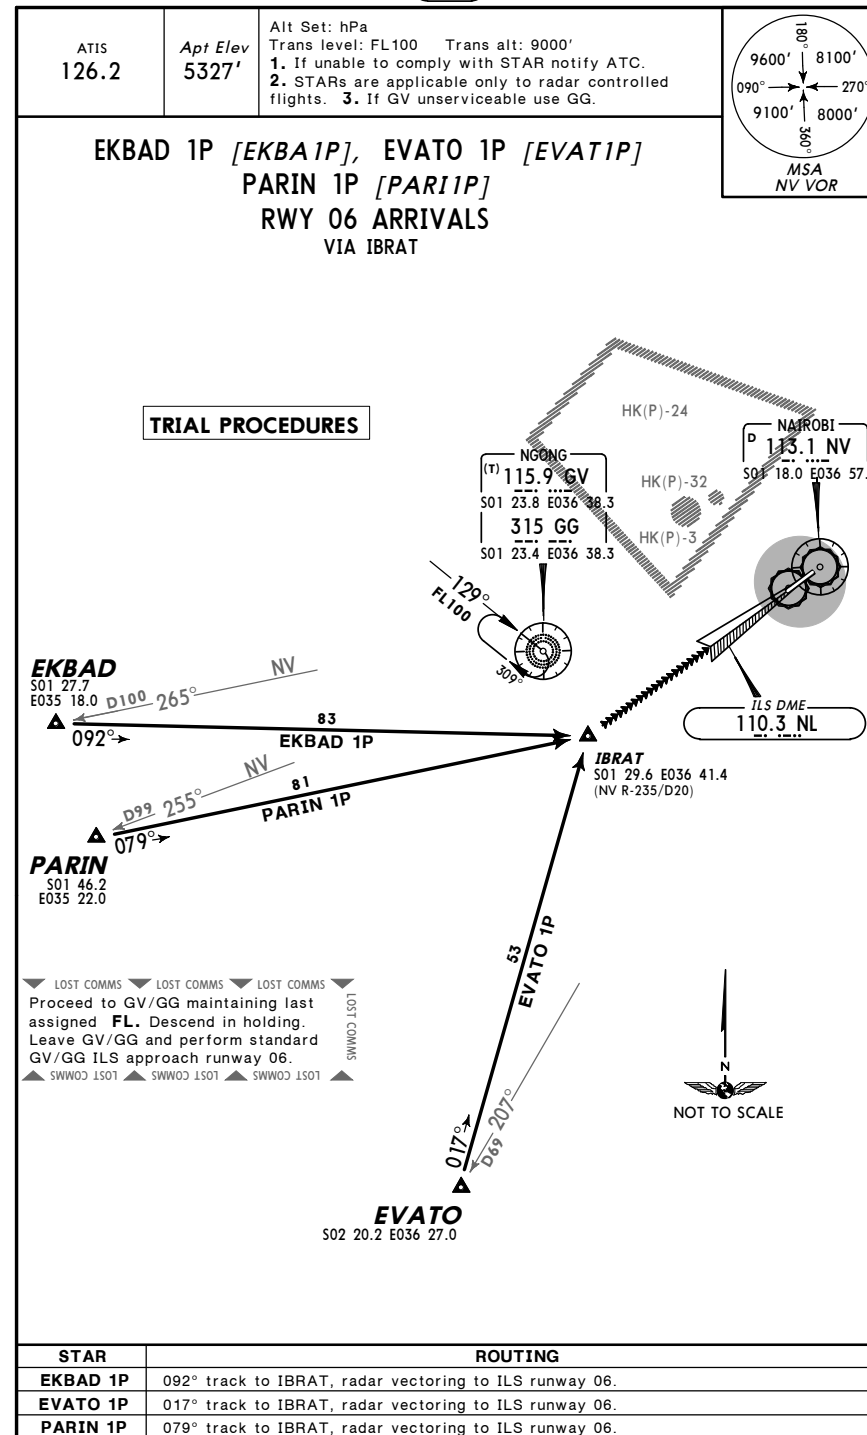 ATIS
126.2
Apt Elev
5327'
Alt Set: hPa
Trans level: FL100 Trans alt: 9000'
1. If unable to comply with STAR notify ATC.
2. STARs are applicable only to radar controlled
flights. 3. If GV unserviceable use GG.
180°
9600' 8100'
090° 270°
9100' 8000'
360°
MSA
NV VOR
EKBAD 1P [EKBA1P], EVATO 1P [EVAT1P]
PARIN 1P [PARI1P]
RWY 06 ARRIVALS
VIA IBRAT
TRIAL PROCEDURES
HK(P)-24
HK(P)-32
HK(P)-3
NAIROBI
D 113.1 NV
S01 18.0 E036 57.
NGONG
(T) 115.9 GV
S01 23.8 E036 38.3
315 GG
S01 23.4 E036 38.3
129°
FL100
309°
EKBAD
S01 27.7
E035 18.0
D100 265° NV
092°
83
EKBAD 1P
ILS DME
110.3 NL
IBRAT
S01 29.6 E036 41.4
(NV R-235/D20)
D99 255° NV
81
PARIN 1P
079°
PARIN
S01 46.2
E035 22.0
53
EVATO 1P
LOST COMMS LOST COMMS LOST COMMS
Proceed to GV/GG maintaining last
assigned FL. Descend in holding.
Leave GV/GG and perform standard
GV/GG ILS approach runway 06.
LOST COMMS
LOST COMMS LOST COMMS LOST COMMS
N
NOT TO SCALE
017°
D69 207°
EVATO
S02 20.2 E036 27.0
STAR ROUTING
EKBAD 1P 092° track to IBRAT, radar vectoring to ILS runway 06.
EVATO 1P 017° track to IBRAT, radar vectoring to ILS runway 06.
PARIN 1P 079° track to IBRAT, radar vectoring to ILS runway 06.